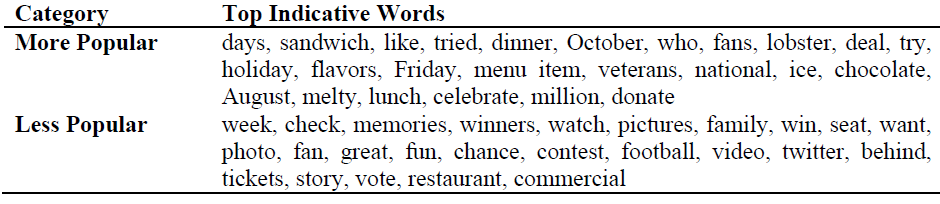 Category Top Indicative Words
More Popular days, sandwich, like, tried, dinner, October, who, fans, lobster, deal, try,
holiday, flavors, Friday, menu item, veterans, national, ice, chocolate,
August, melty, lunch, celebrate, million, donate
Less Popular week, check, memories, winners, watch, pictures, family, win, seat, want,
photo, fan, great, fun, chance, contest, football, video, twitter, behind,
tickets, story, vote, restaurant, commercial